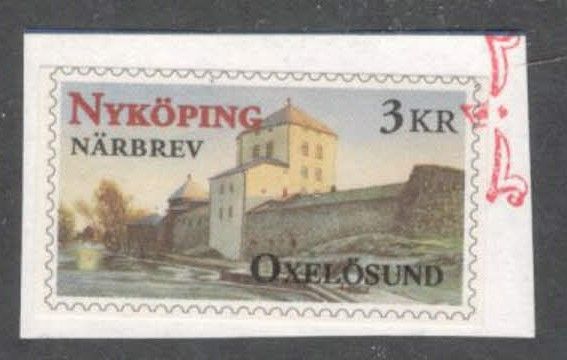 NYKÖPING 3 KR
NÄRBREV
OXELÖSUND